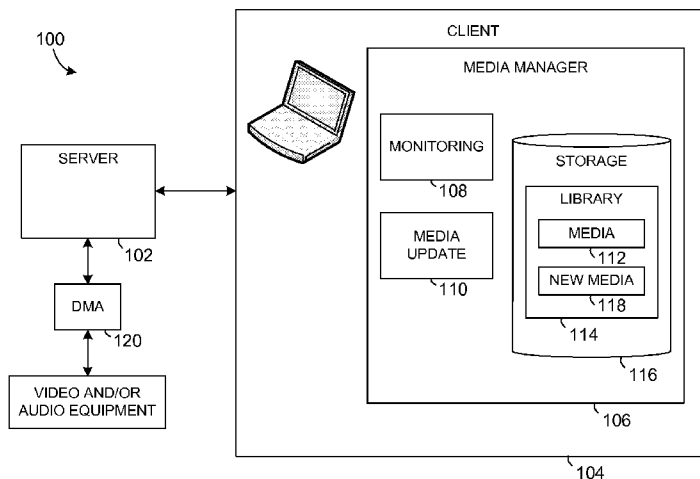 100
CLIENT
MEDIA MANAGER
MONITORING
108
MEDIA
UPDATE
110
STORAGE
LIBRARY
MEDIA
112
NEW MEDIA
118
114
116
106
104
SERVER
102
DMA
120
VIDEO AND/OR
AUDIO EQUIPMENT